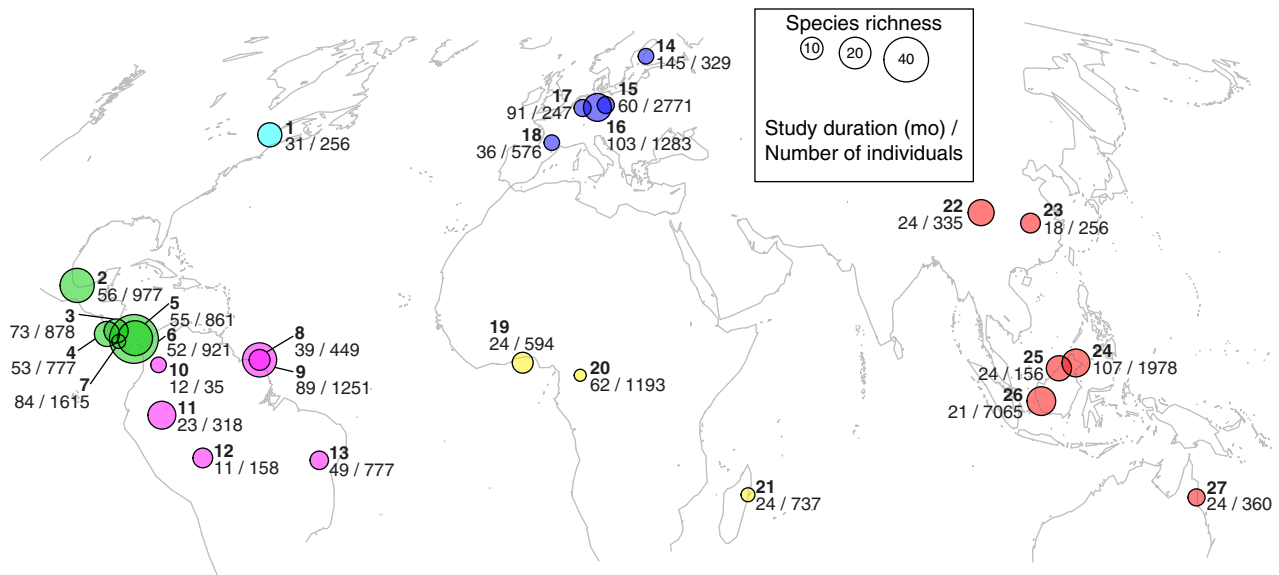 Species richness
10
20
40
Study duration (mo) /
Number of individuals
14
145 / 329
15
60 / 2771
17
91 / 247
16
103 / 1283
18
36 / 576
1
31 / 256
22
24 / 335
23
18 / 256
2
56 / 977
3
73 / 878
5
55 / 861
4
53 / 777
6
52 / 921
7
84 / 1615
8
39 / 449
9
89 / 1251
10
12 / 35
11
23 / 318
12
11 / 158
13
49 / 777
19
24 / 594
20
62 / 1193
21
24 / 737
24
107 / 1978
25
24 / 156
26
21 / 7065
27
24 / 360